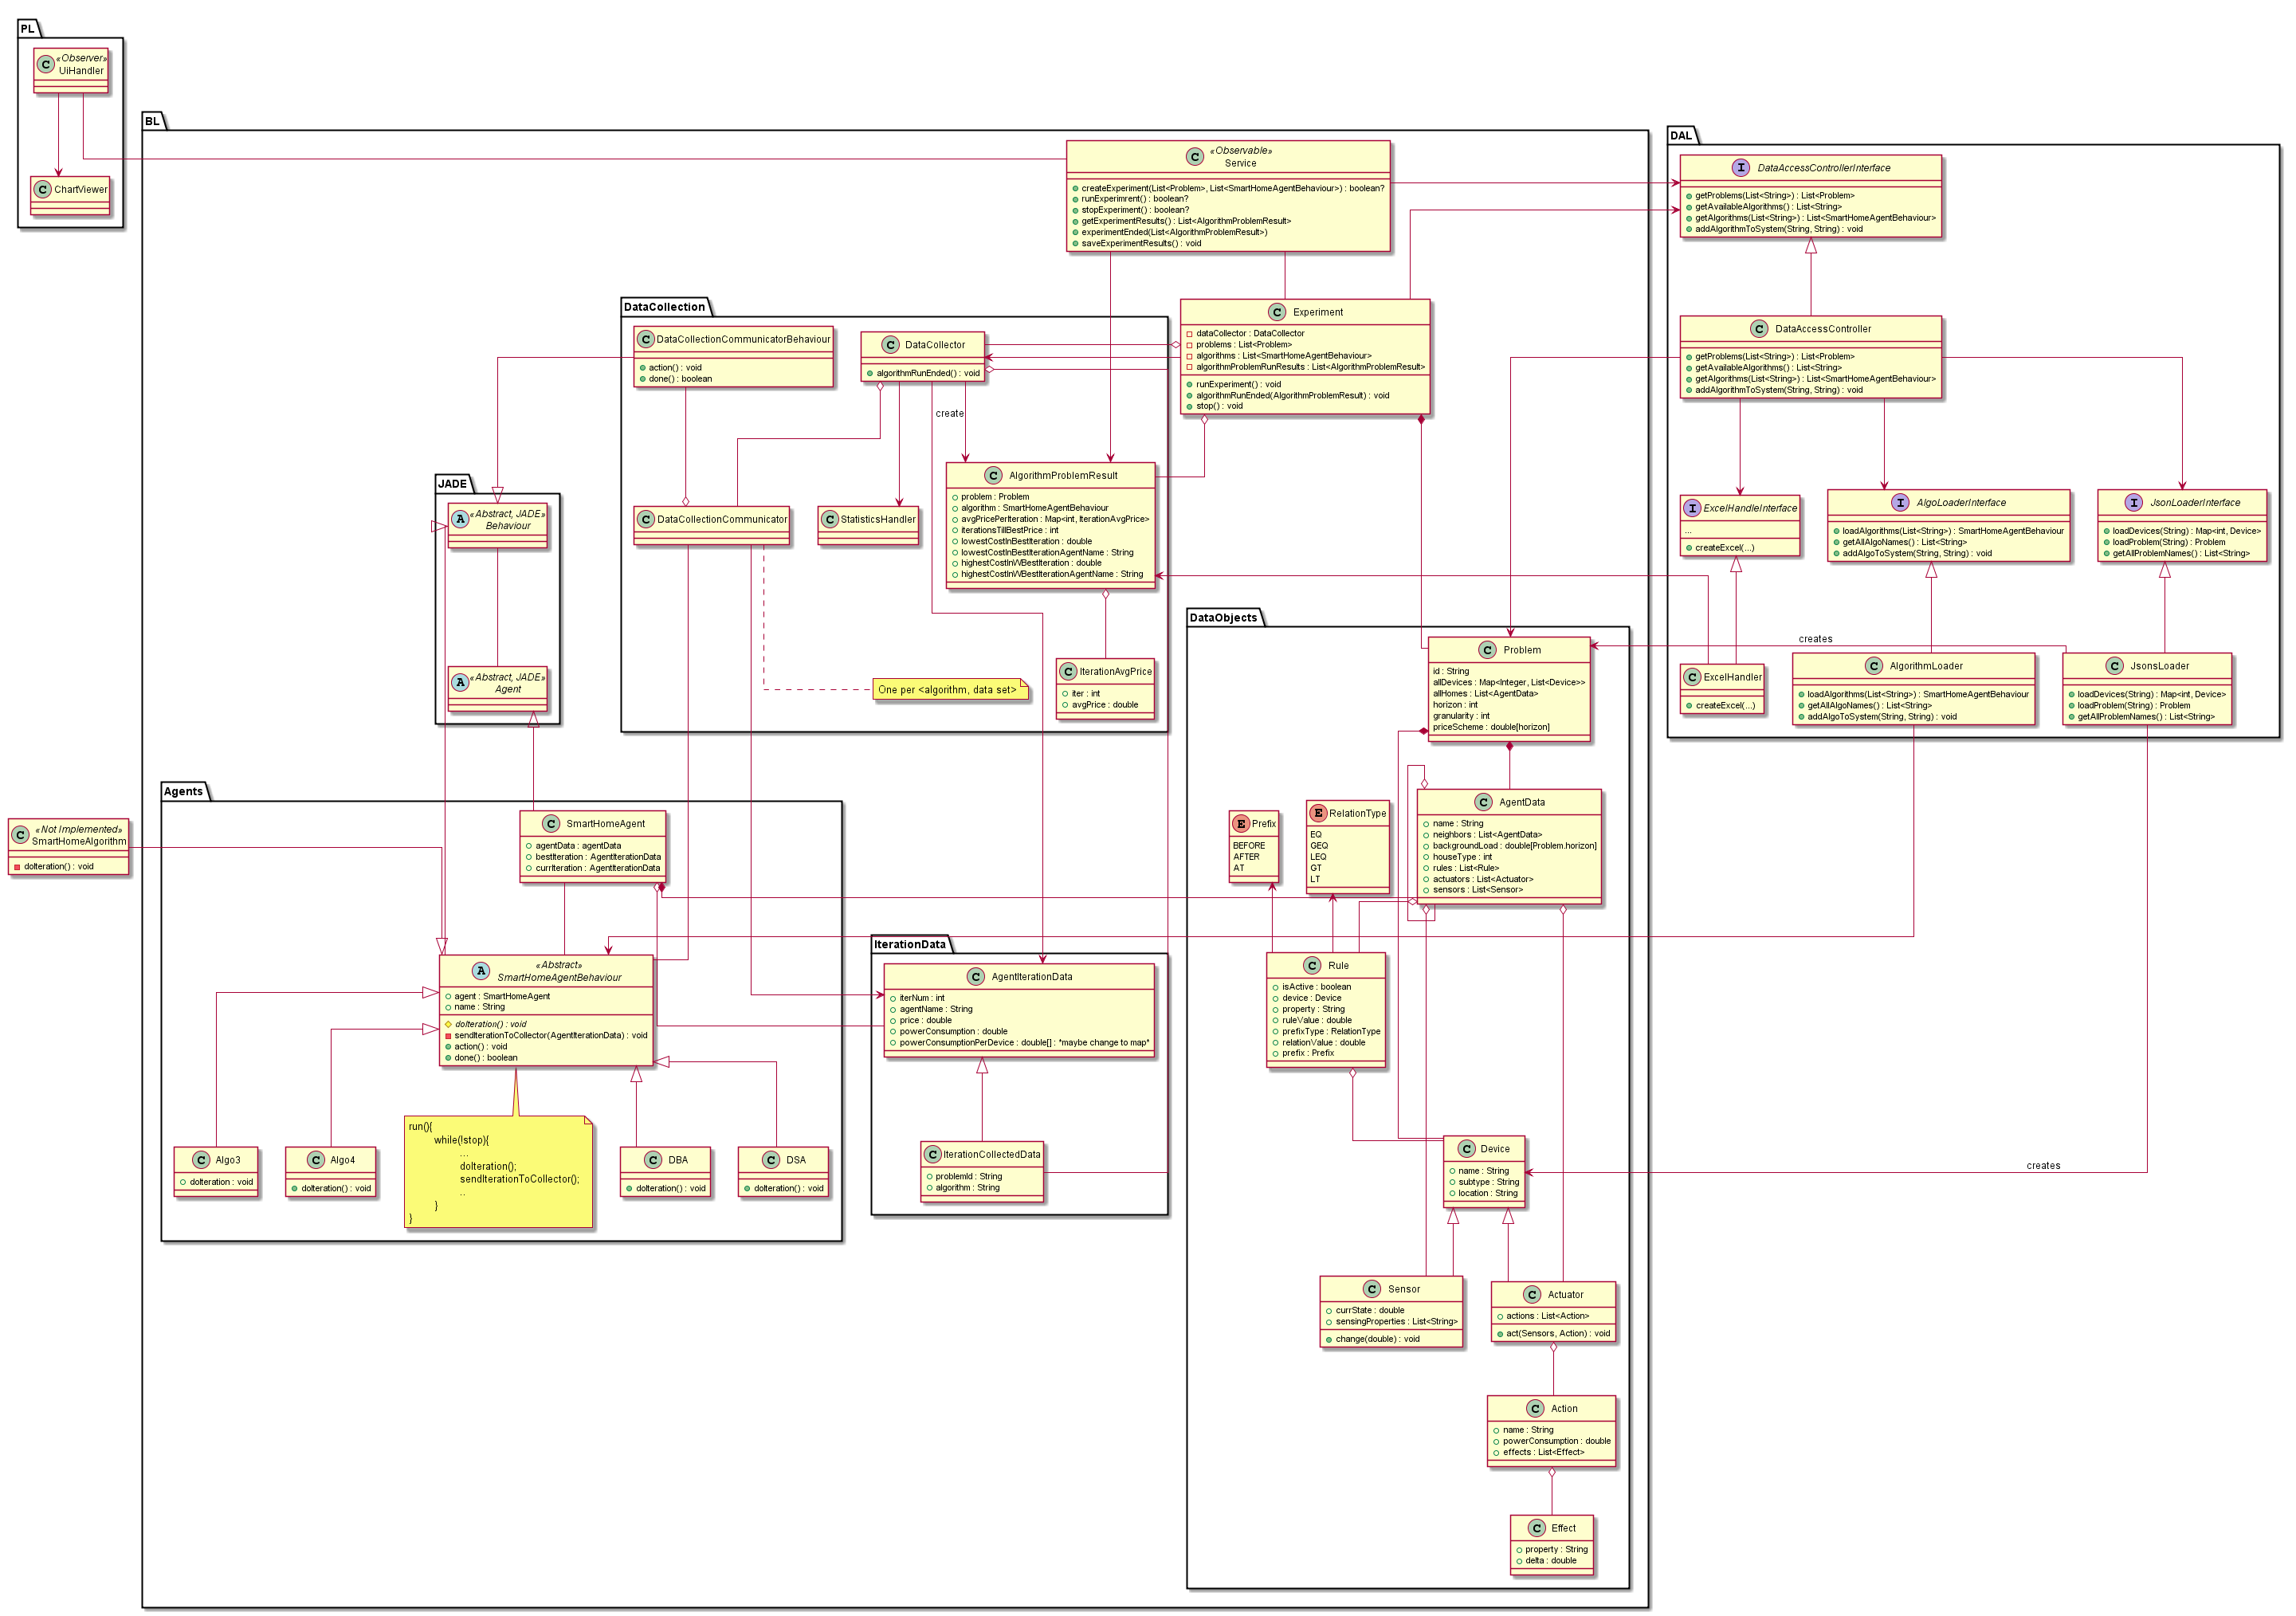 PL
«Observer»
UiHandler
ChartViewer
BL
«Observable»
Service
createExperiment(List<Problem>, List<SmartHomeAgentBehaviour>) : boolean?
runExperimrent() : boolean?
stopExperiment() : boolean?
getExperimentResults() : List<AlgorithmProblemResult>
experimentEnded(List<AlgorithmProblemResult>)
saveExperimentResults() : void
DAL
DataAccessControllerInterface
getProblems(List<String>) : List<Problem>
getAvailableAlgorithms() : List<String>
getAlgorithms(List<String>) : List<SmartHomeAgentBehaviour>
addAlgorithmToSystem(String, String) : void
DataAccessController
getProblems(List<String>) : List<Problem>
getAvailableAlgorithms() : List<String>
getAlgorithms(List<String>) : List<SmartHomeAgentBehaviour>
addAlgorithmToSystem(String, String) : void
Experiment
dataCollector : DataCollector
problems : List<Problem>
algorithms : List<SmartHomeAgentBehaviour>
algorithmProblemRunResults : List<AlgorithmProblemResult>
runExperiment() : void
algorithmRunEnded(AlgorithmProblemResult) : void
stop() : void
DataCollection
DataCollectionCommunicatorBehaviour
action() : void
done() : boolean
DataCollector
algorithmRunEnded() : void
create
DataCollectionCommunicator
StatisticsHandler
AlgorithmProblemResult
problem : Problem
algorithm : SmartHomeAgentBehaviour
avgPricePerIteration : Map<int, IterationAvgPrice>
iterationsTillBestPrice : int
lowestCostInBestIteration : double
lowestCostInBestIterationAgentName : String
highestCostInWBestIteration : double
highestCostInWBestIterationAgentName : String
One per <algorithm, data set>
IterationAvgPrice
iter : int
avgPrice : double
JADE
«Abstract, JADE»
Behaviour
«Abstract, JADE»
Agent
ExcelHandleInterface
...
createExcel(...)
AlgoLoaderInterface
loadAlgorithms(List<String>) : SmartHomeAgentBehaviour
getAllAlgoNames() : List<String>
addAlgoToSystem(String, String) : void
JsonLoaderInterface
loadDevices(String) : Map<int, Device>
loadProblem(String) : Problem
getAllProblemNames() : List<String>
creates
ExcelHandler
createExcel(...)
AlgorithmLoader
loadAlgorithms(List<String>) : SmartHomeAgentBehaviour
getAllAlgoNames() : List<String>
addAlgoToSystem(String, String) : void
JsonsLoader
loadDevices(String) : Map<int, Device>
loadProblem(String) : Problem
getAllProblemNames() : List<String>
DataObjects
Problem
id : String
allDevices : Map<Integer, List<Device>>
allHomes : List<AgentData>
horizon : int
granularity : int
priceScheme : double[horizon]
Prefix
BEFORE
AFTER
AT
RelationType
EQ
GEQ
LEQ
GT
LT
AgentData
name : String
neighbors : List<AgentData>
backgroundLoad : double[Problem.horizon]
houseType : int
rules : List<Rule>
actuators : List<Actuator>
sensors : List<Sensor>
Agents
«Not Implemented»
SmartHomeAlgorithm
doIteration() : void
SmartHomeAgent
agentData : agentData
bestIteration : AgentIterationData
currIteration : AgentIterationData
«Abstract»
SmartHomeAgentBehaviour
agent : SmartHomeAgent
name : String
doIteration() : void
sendIterationToCollector(AgentIterationData) : void
action() : void
done() : boolean
Algo3
doIteration : void
Algo4
doIteration() : void
run(){
while(!stop){
...
doIteration();
sendIterationToCollector();
..
}
}
DBA
doIteration() : void
DSA
doIteration() : void
IterationData
AgentIterationData
iterNum : int
agentName : String
price : double
powerConsumption : double
powerConsumptionPerDevice : double[] : *maybe change to map*
IterationCollectedData
problemId : String
algorithm : String
Rule
isActive : boolean
device : Device
property : String
ruleValue : double
prefixType : RelationType
relationValue : double
prefix : Prefix
Device
name : String
subtype : String
location : String
creates
Sensor
currState : double
sensingProperties : List<String>
change(double) : void
Actuator
actions : List<Action>
act(Sensors, Action) : void
Action
name : String
powerConsumption : double
effects : List<Effect>
Effect
property : String
delta : double